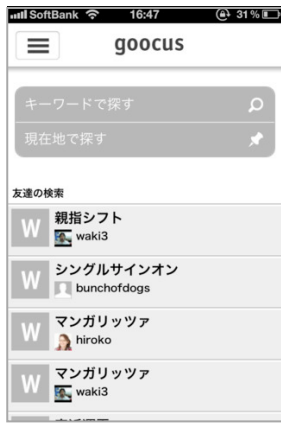 SoftBank 16:47 31%
goocus
キーワードで探す
現在地で探す
友達の検索
W 親指シフト
waki3
W シングルサインオン
bunchofdogs
W マンガリッツァ
hiroko
W マンガリッツァ
waki3